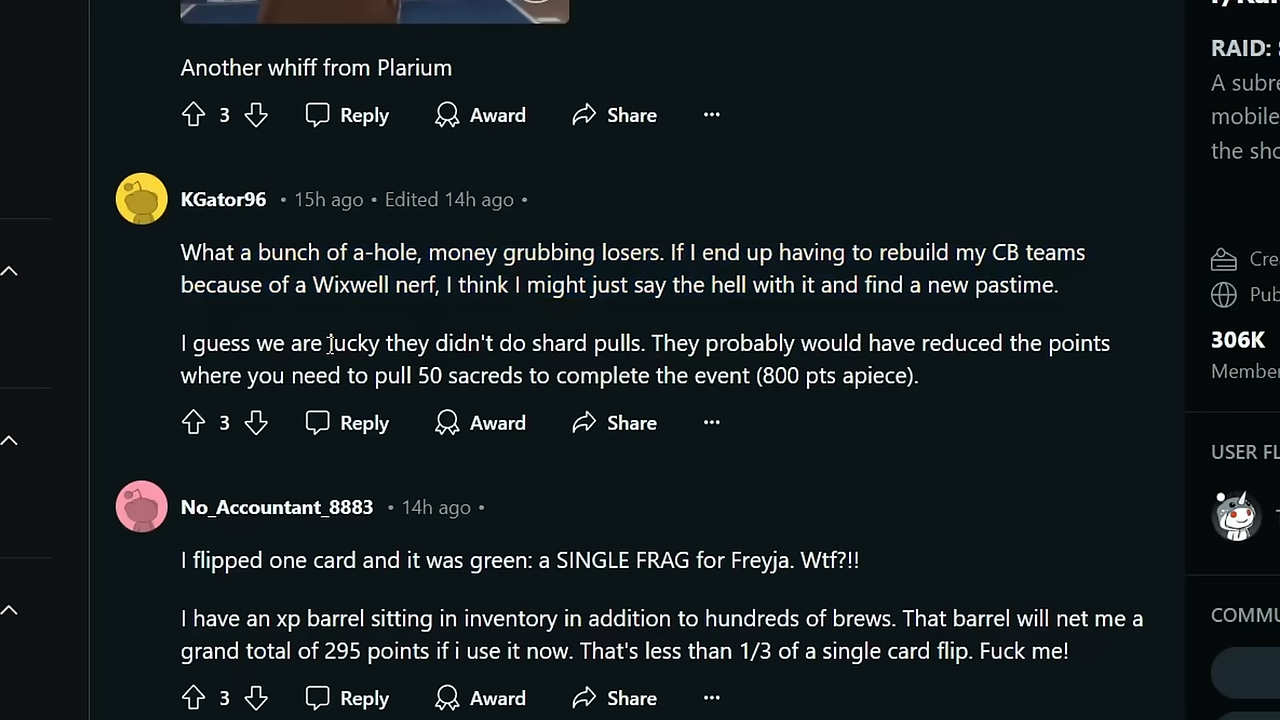 Another whiff from Plarium
3 Reply Award Share ...
KGator96 • 15h ago • Edited 14h ago •
What a bunch of a-hole, money grubbing losers. If I end up having to rebuild my CB teams
because of a Wixwell nerf, I think I might just say the hell with it and find a new pastime.
I guess we are lucky they didn't do shard pulls. They probably would have reduced the points
where you need to pull 50 sacreds to complete the event (800 pts apiece).
3 Reply Award Share ...
No_Accountant_8883 • 14h ago •
I flipped one card and it was green: a SINGLE FRAG for Freyja. Wtf?!!
I have an xp barrel sitting in inventory in addition to hundreds of brews. That barrel will net me a
grand total of 295 points if i use it now. That's less than 1/3 of a single card flip. Fuck me!
3 Reply Award Share ...
RAID:
A subre
mobile
the sho
Cre
Pub
306K
Member
USER FL
COMMU